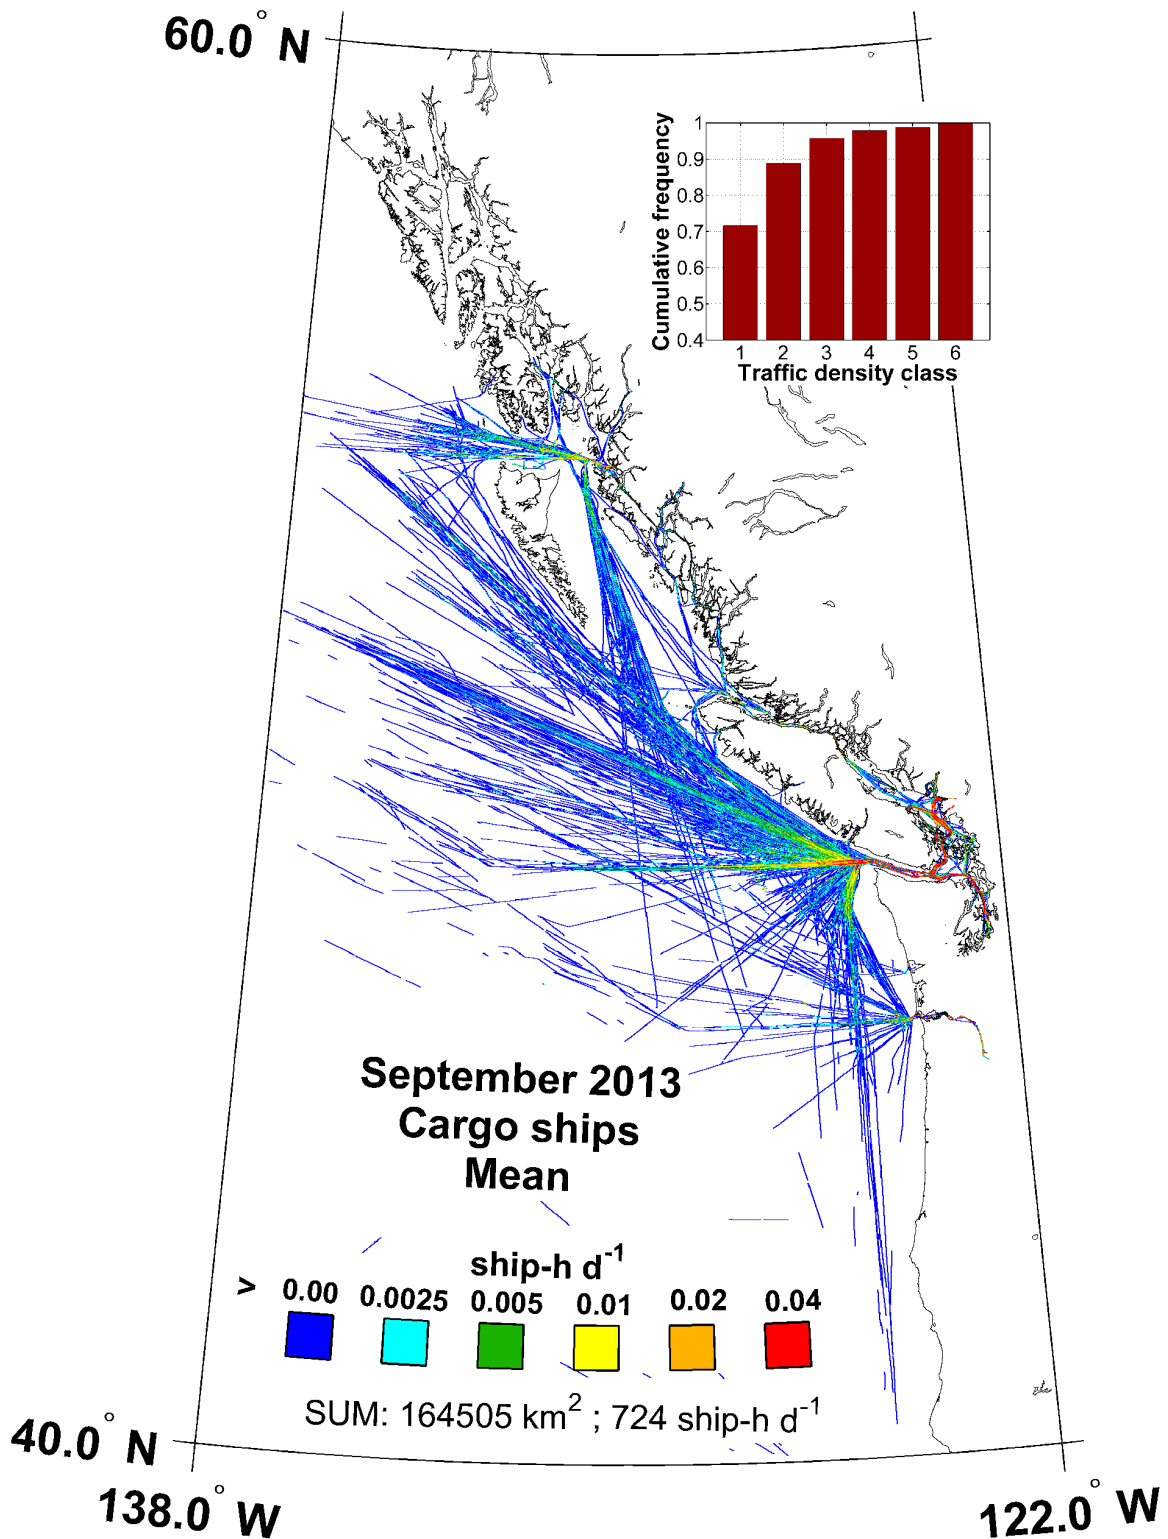 60.0° N
Cumulative frequency
1
0.9
0.8
0.7
0.6
0.5
0.4
1 2 3 4 5 6
Traffic density class
September 2013
Cargo ships
Mean
ship-h d⁻¹
> 0.00 0.0025 0.005 0.01 0.02 0.04
SUM: 164505 km² ; 724 ship-h d⁻¹
40.0° N
138.0° W
122.0° W